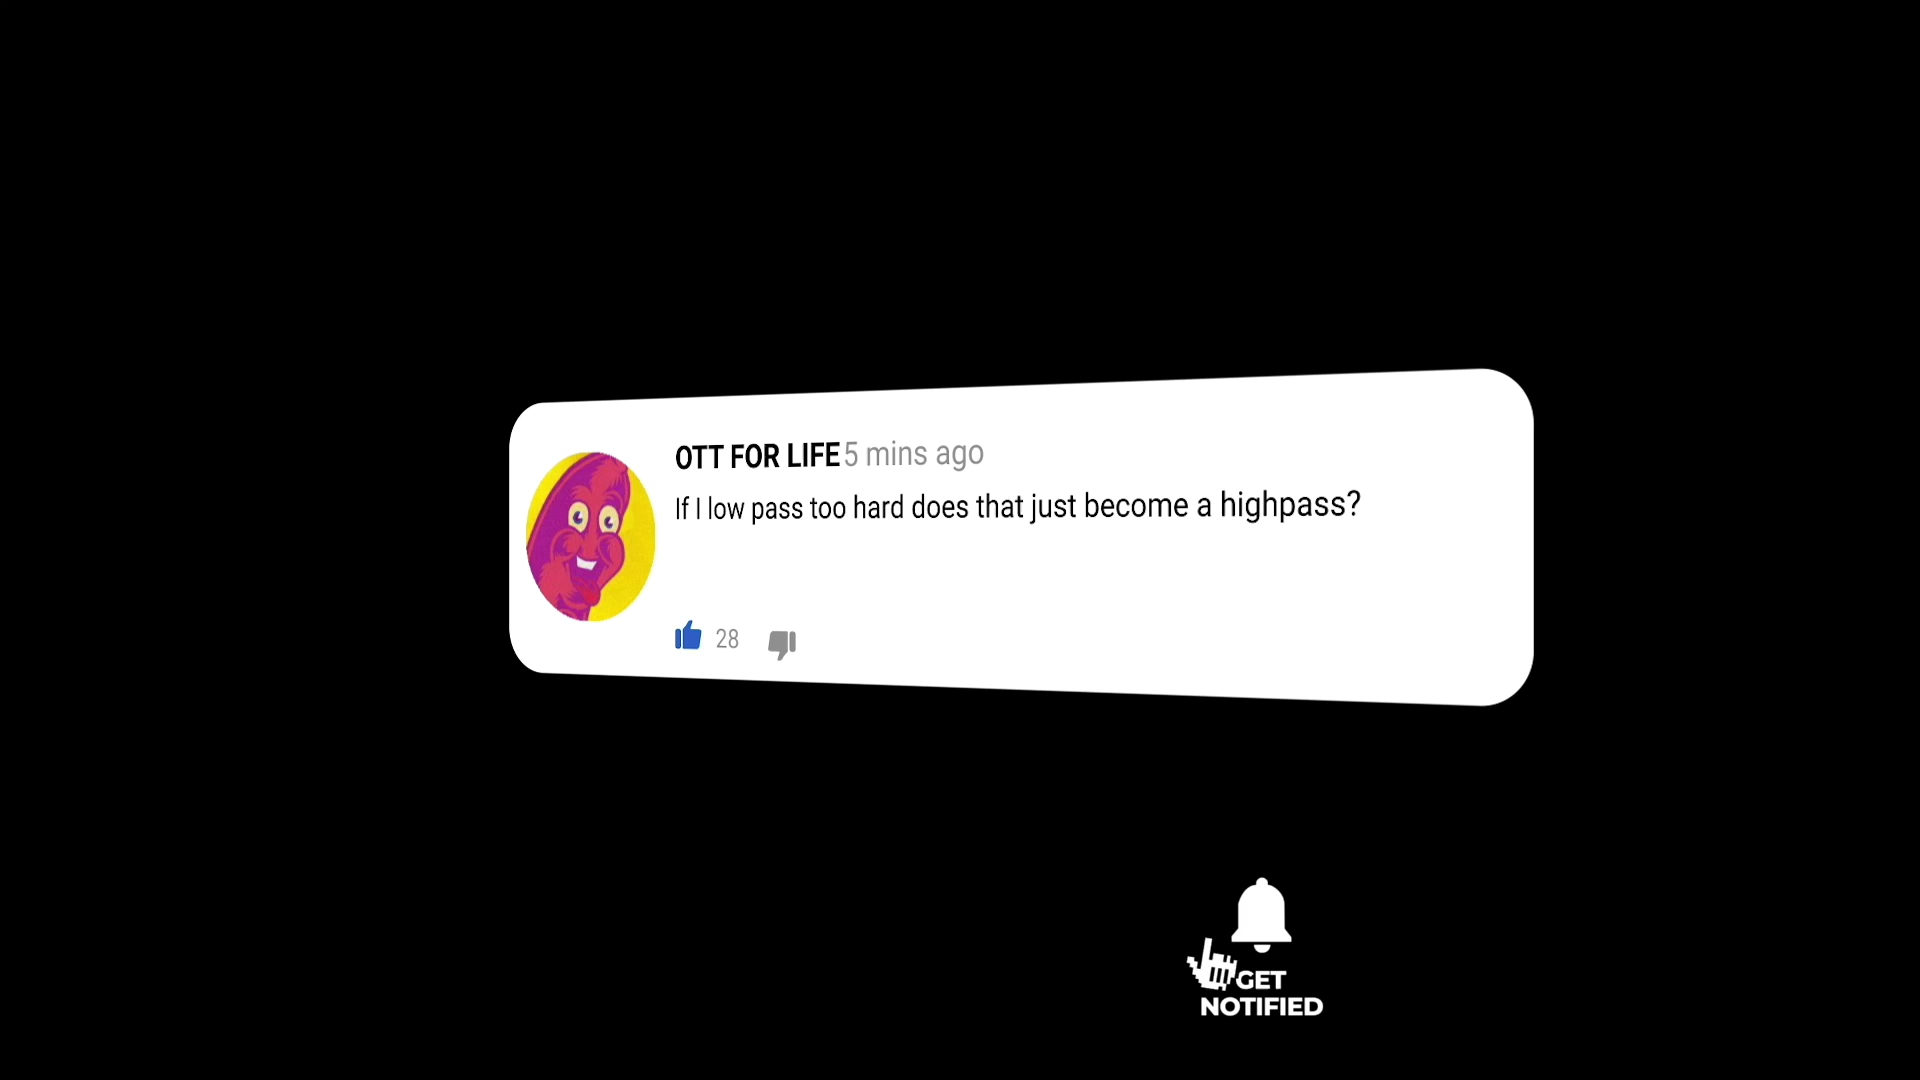 OTT FOR LIFE 5 mins ago
If I low pass too hard does that just become a highpass?
28
GET
NOTIFIED